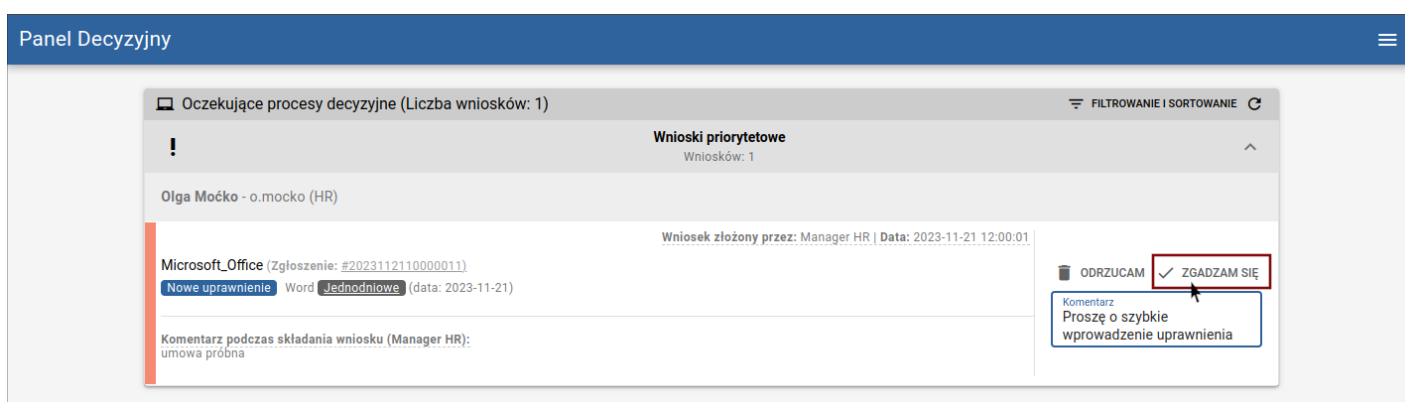 Panel Decyzyjny
Oczekujące procesy decyzyjne (Liczba wniosków: 1)
FILTROWANIE I SORTOWANIE
!
Wnioski priorytetowe
Wniosków: 1
Olga Moćko - o.mocko (HR)
Wniosek złożony przez: Manager HR | Data: 2023-11-21 12:00:01
Microsoft_Office (Zgłoszenie: #2023112110000011)
Nowe uprawnienie Word Jednodniowe (data: 2023-11-21)
Komentarz podczas składania wniosku (Manager HR):
umowa próbna
ODRZUCAM ZGADZAM SIĘ
Komentarz
Proszę o szybkie
wprowadzenie uprawnienia